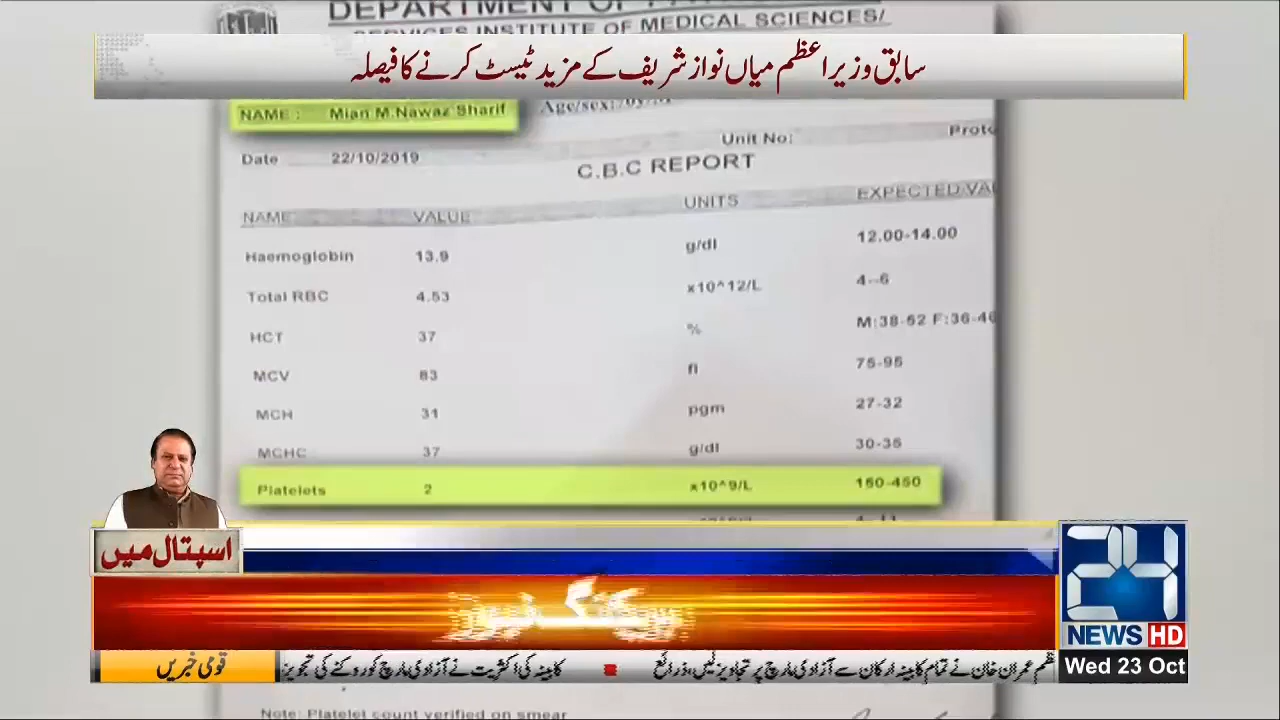 DEPARTMENT OF
SERVICES INSTITUTE OF MEDICAL SCIENCES/
سابق وزیراعظم میاں نواز شریف کے مزید ٹیسٹ کرنے کا فیصلہ
NAME : Mian M.Nawaz Sharif Age/sex:
Unit No:
Date 22/10/2019
C.B.C REPORT
NAME VALUE UNITS EXPECTED VA
Haemoglobin 13.9 g/dl 12.00-14.00
Total RBC 4.53 x10^12/L 4--6
HCT 37 % M:38-52 F:36-46
MCV 83 fl 75-95
MCH 31 pgm 27-32
MCHC 37 g/dl 30-35
Platelets 2 x10^9/L 150-450
اسپتال میں
بریکنگ نیوز
24
NEWS HD
قومی خبریں
کابینہ کی اکثریت نے آزادی مارچ کو روکنے کی تجویز
عمران خان نے تمام کابینہ ارکان سے آزادی مارچ پر تجاویز لیں، ذرائع
Wed 23 Oct
Note: Platelet count verified on smear